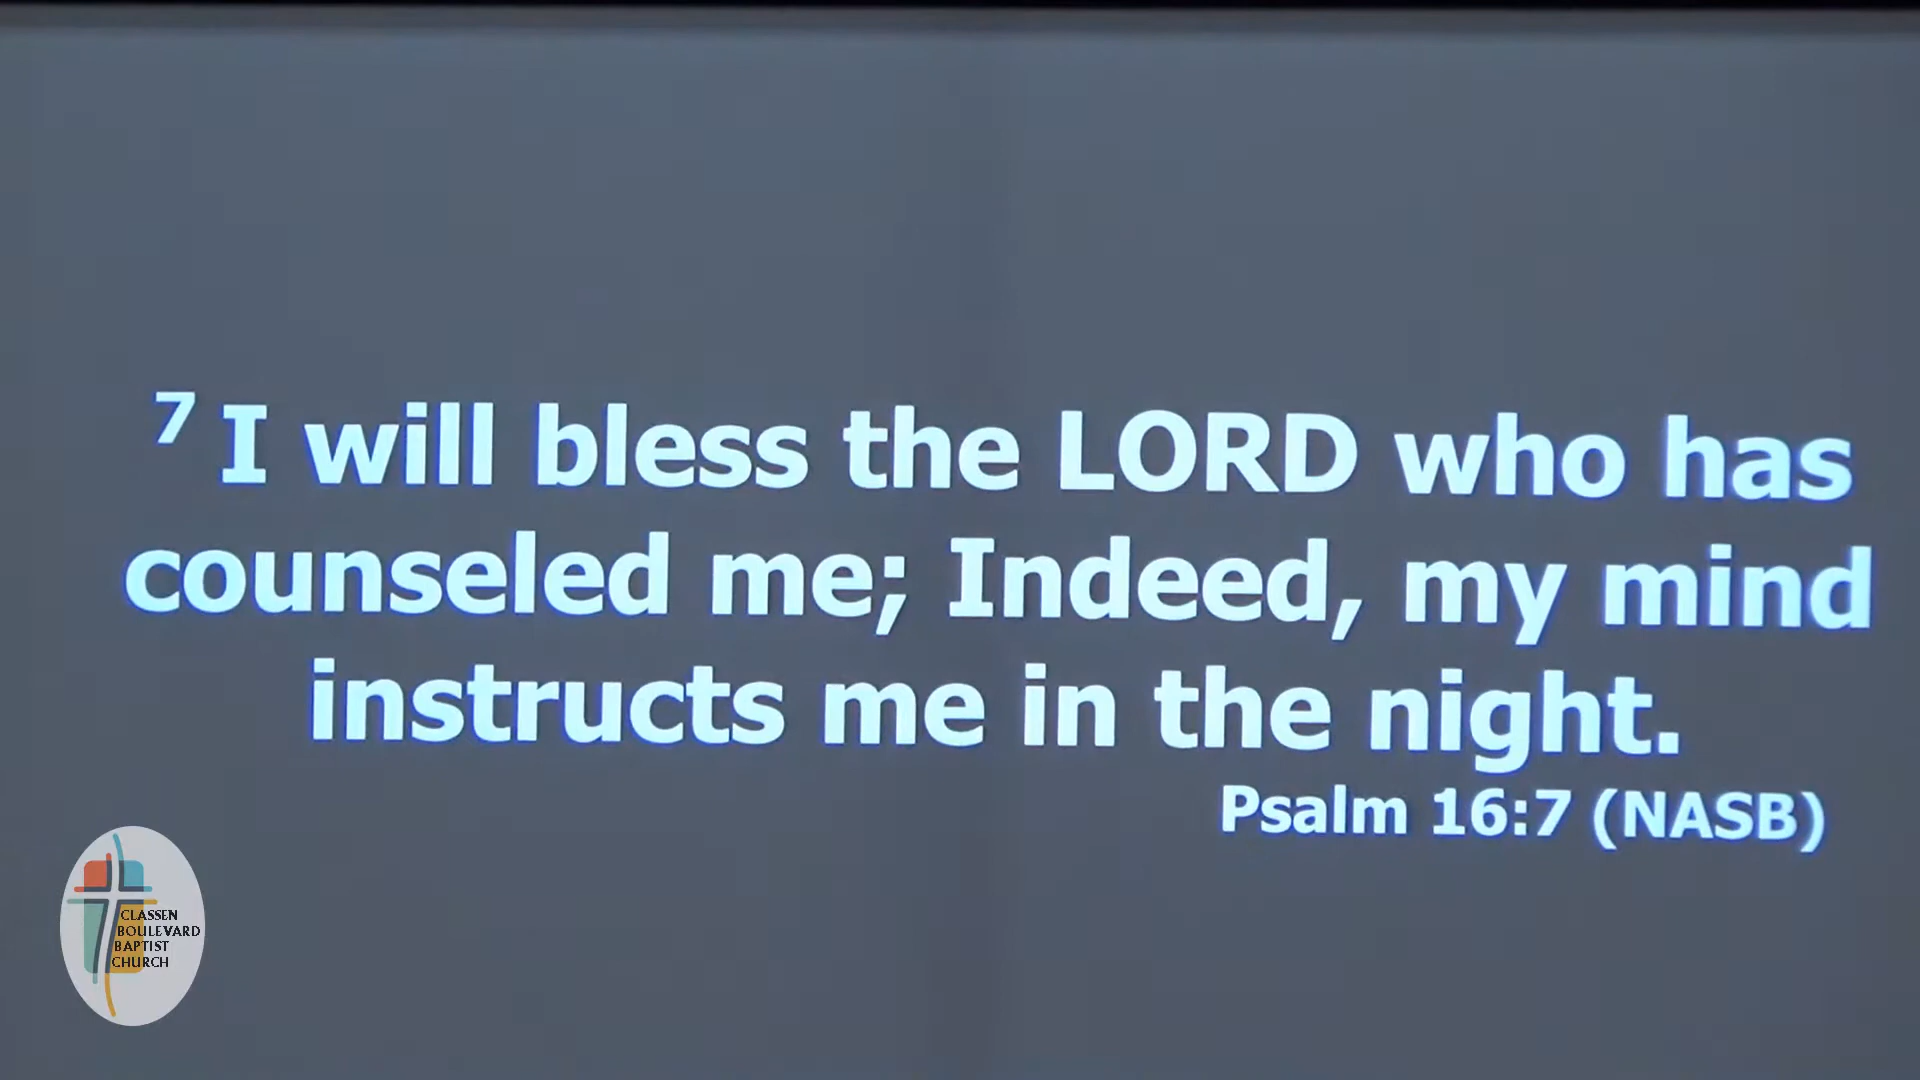 7 I will bless the LORD who has
counseled me; Indeed, my mind
instructs me in the night.
Psalm 16:7 (NASB)
CLASSEN
BOULEVARD
BAPTIST
CHURCH